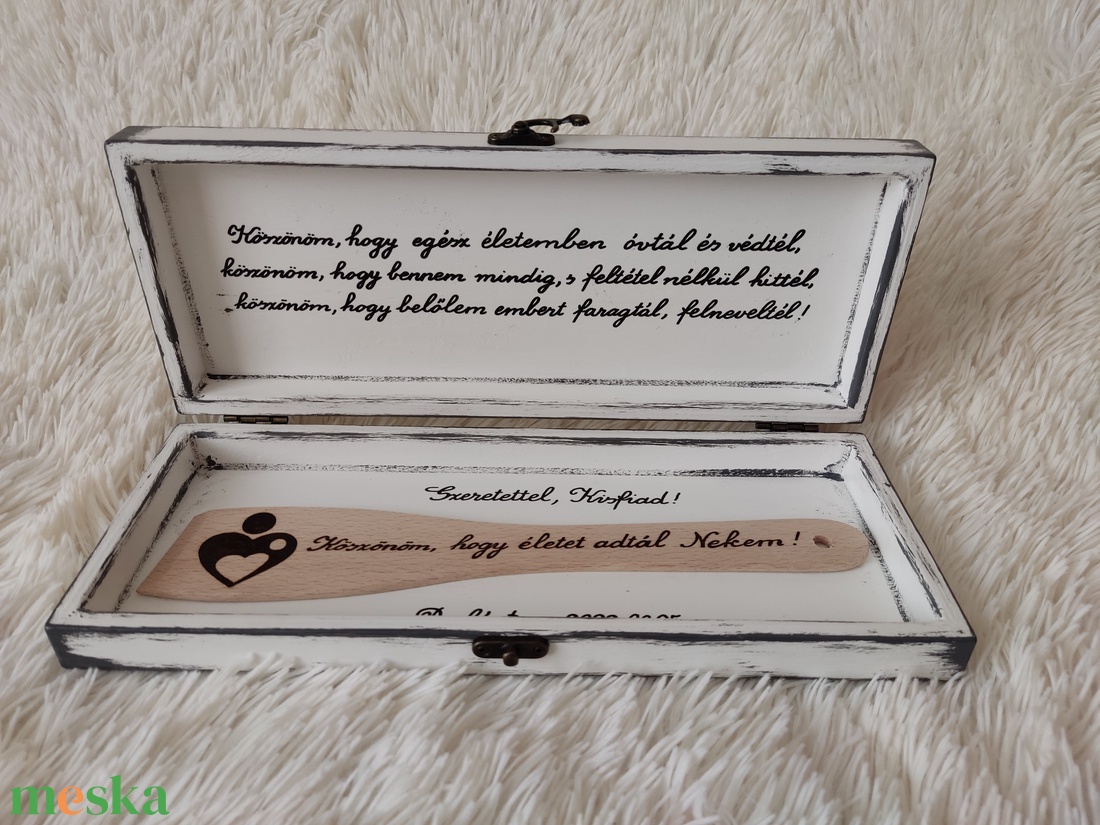 Köszönöm, hogy egész életemben óvtál és védtél,
köszönöm, hogy bennem mindig, s feltétel nélkül hittél,
köszönöm, hogy belőlem embert faragtál, felneveltél!
Szeretettel, Kisfiad!
Köszönöm, hogy életet adtál Nekem!
meska